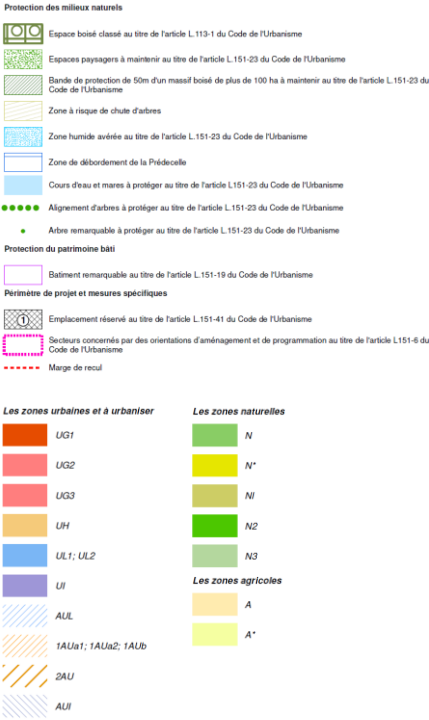 Protection des milieux naturels
Espace boisé classé au titre de l'article L.113-1 du Code de l'Urbanisme
Espaces paysagers à maintenir au titre de l'article L.151-23 du Code de l'Urbanisme
Bande de protection de 50m d'un massif boisé de plus de 100 ha à maintenir au titre de l'article L.151-23 du
Code de l'Urbanisme
Zone à risque de chute d'arbres
Zone humide avérée au titre de l'article L.151-23 du Code de l'Urbanisme
Zone de débordement de la Prédecelle
Cours d'eau et mares à protéger au titre de l'article L151-23 du Code de l'Urbanisme
Alignement d'arbres à protéger au titre de l'article L.151-23 du Code de l'Urbanisme
Arbre remarquable à protéger au titre de l'article L.151-23 du Code de l'Urbanisme
Protection du patrimoine bâti
Batiment remarquable au titre de l'article L.151-19 du Code de l'Urbanisme
Périmètre de projet et mesures spécifiques
1 Emplacement réservé au titre de l'article L.151-41 du Code de l'Urbanisme
Secteurs concernés par des orientations d'aménagement et de programmation au titre de l'article L151-6 du
Code de l'Urbanisme
Marge de recul
Les zones urbaines et à urbaniser
UG1
UG2
UG3
UH
UL1; UL2
UI
AUL
1AUa1; 1AUa2; 1AUb
2AU
AUI
Les zones naturelles
N
N*
NI
N2
N3
Les zones agricoles
A
A*